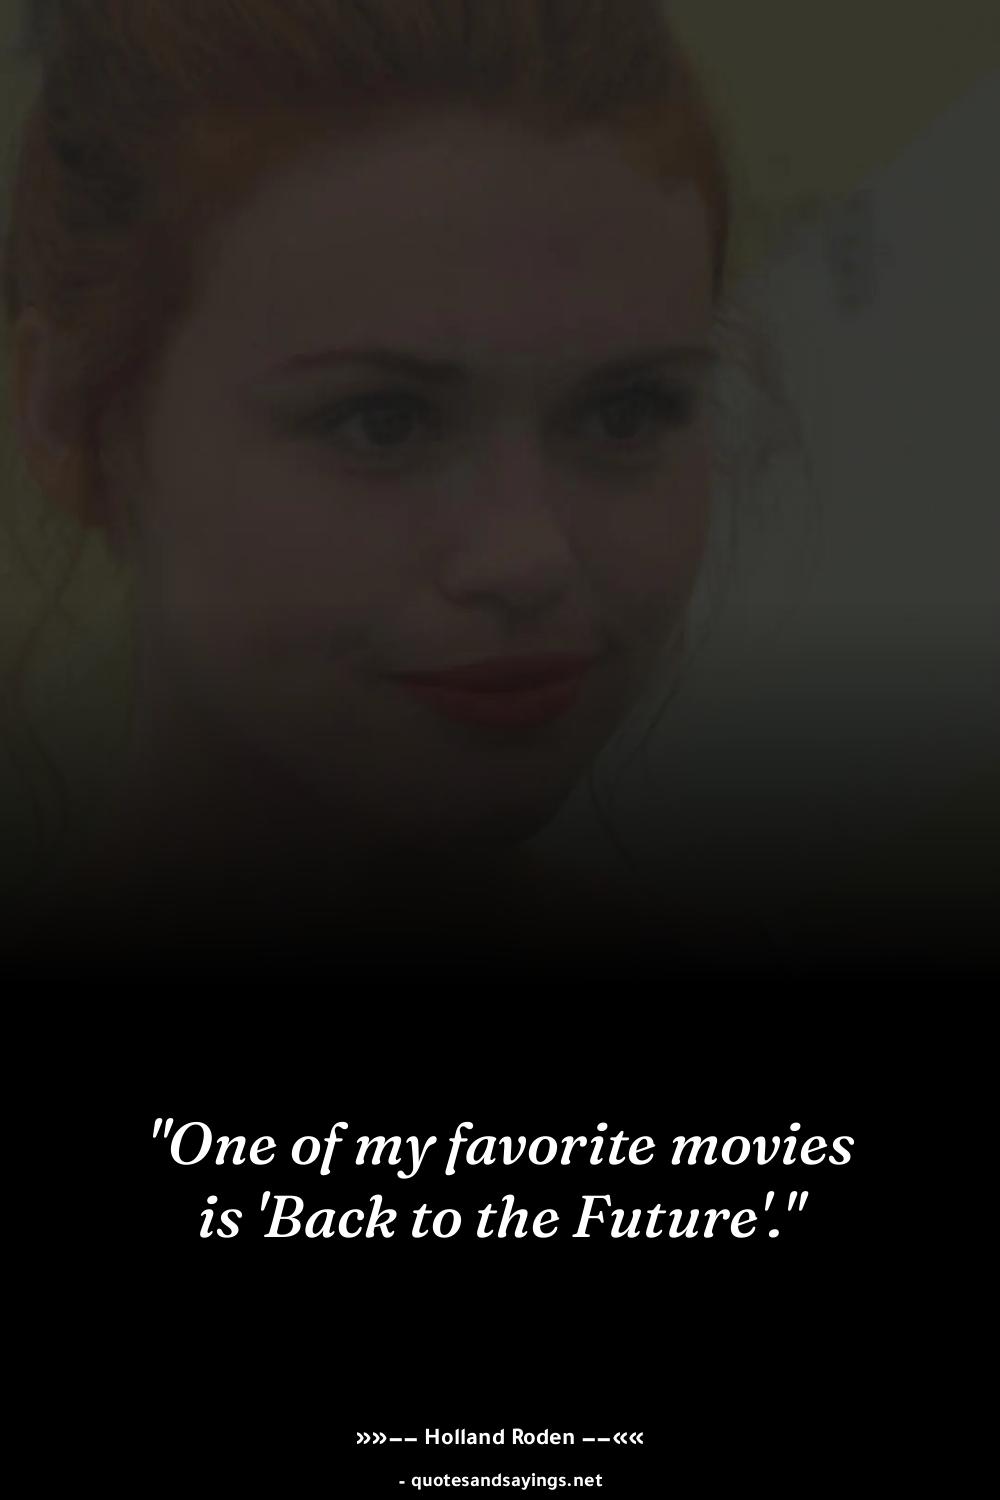 "One of my favorite movies
is 'Back to the Future'."
»»–– Holland Roden ––««
- quotesandsayings.net